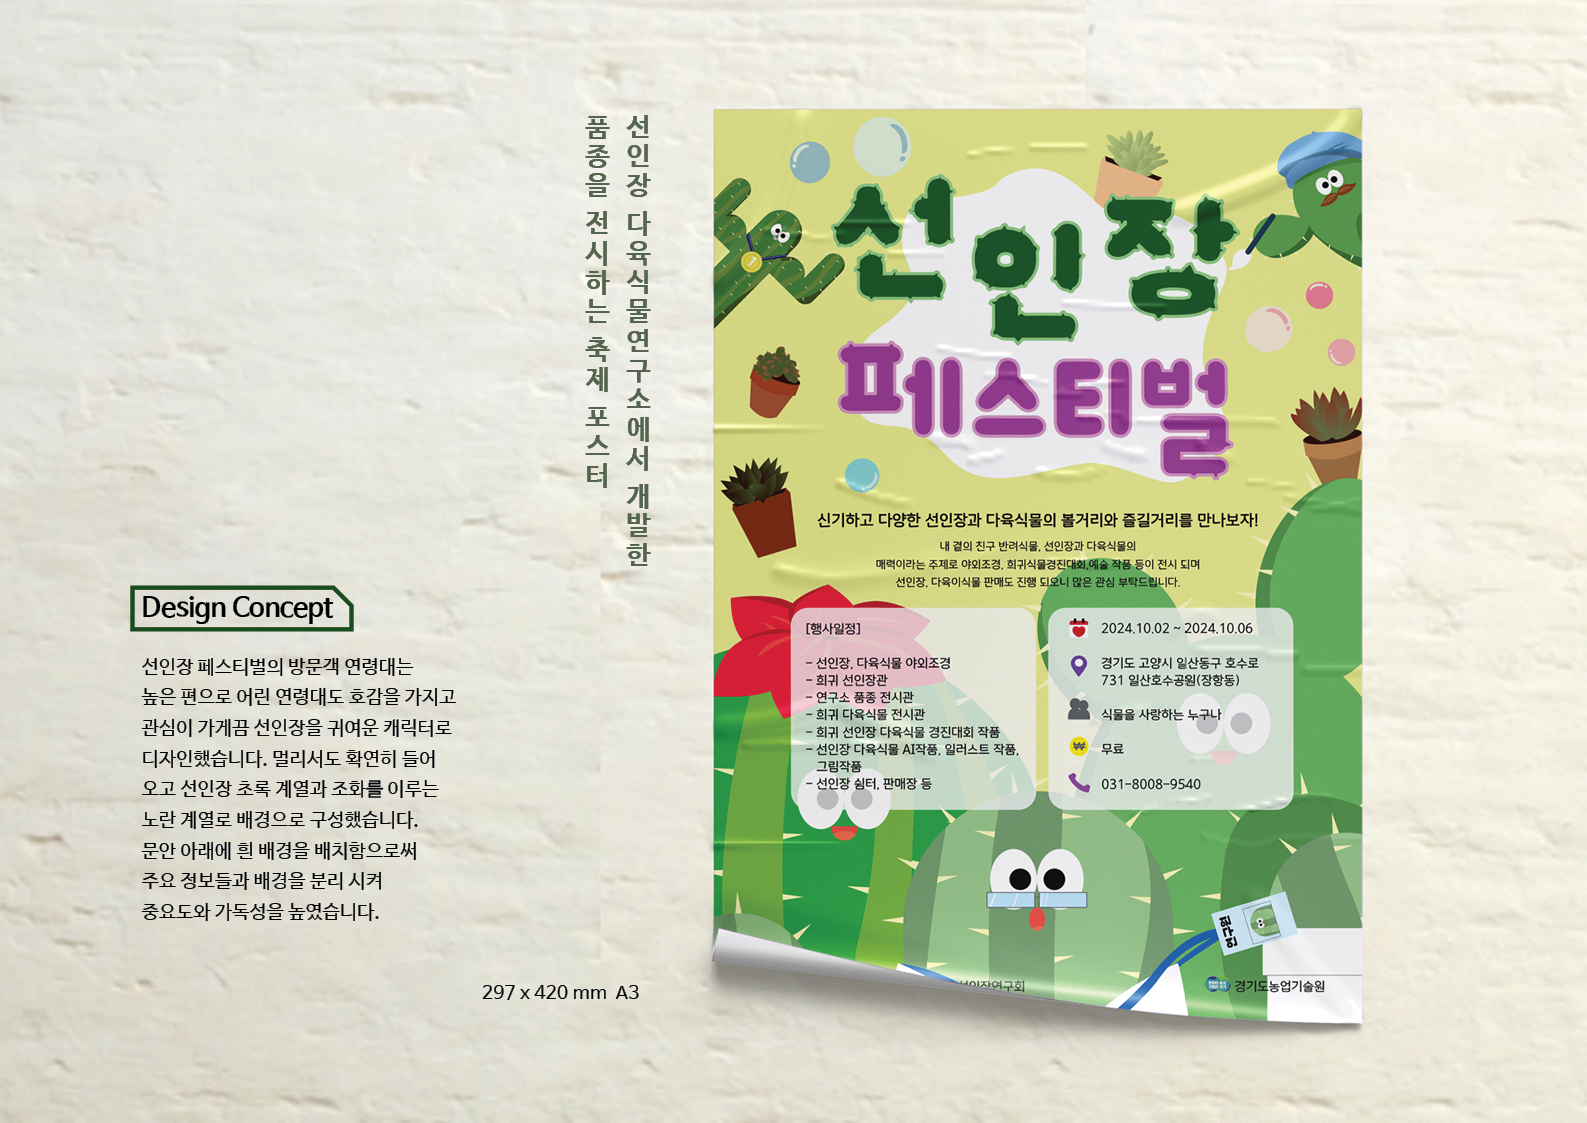 선인장 다육식물연구소에서 개발한
품종을 전시하는 축제 포스터
Design Concept
선인장 페스티벌의 방문객 연령대는
높은 편으로 어린 연령대도 호감을 가지고
관심이 가게끔 선인장을 귀여운 캐릭터로
디자인했습니다. 멀리서도 확연히 들어
오고 선인장 초록 계열과 조화를 이루는
노란 계열로 배경으로 구성했습니다.
문안 아래에 흰 배경을 배치함으로써
주요 정보들과 배경을 분리 시켜
중요도와 가독성을 높였습니다.
297 x 420 mm A3
선인장
페스티벌
신기하고 다양한 선인장과 다육식물의 볼거리와 즐길거리를 만나보자!
내 곁의 친구 반려식물, 선인장과 다육식물의
매력이라는 주제로 야외조경, 희귀식물경진대회,예술 작품 등이 전시 되며
선인장, 다육이식물 판매도 진행 되오니 많은 관심 부탁드립니다.
[행사일정]
- 선인장, 다육식물 야외조경
- 희귀 선인장관
- 연구소 품종 전시관
- 희귀 다육식물 전시관
- 희귀 선인장 다육식물 경진대회 작품
- 선인장 다육식물 AI작품, 일러스트 작품,
그림작품
- 선인장 쉼터, 판매장 등
2024.10.02 ~ 2024.10.06
경기도 고양시 일산동구 호수로
731 일산호수공원(장항동)
식물을 사랑하는 누구나
₩ 무료
031-8008-9540
연구원
선인장연구회
경기도농업기술원